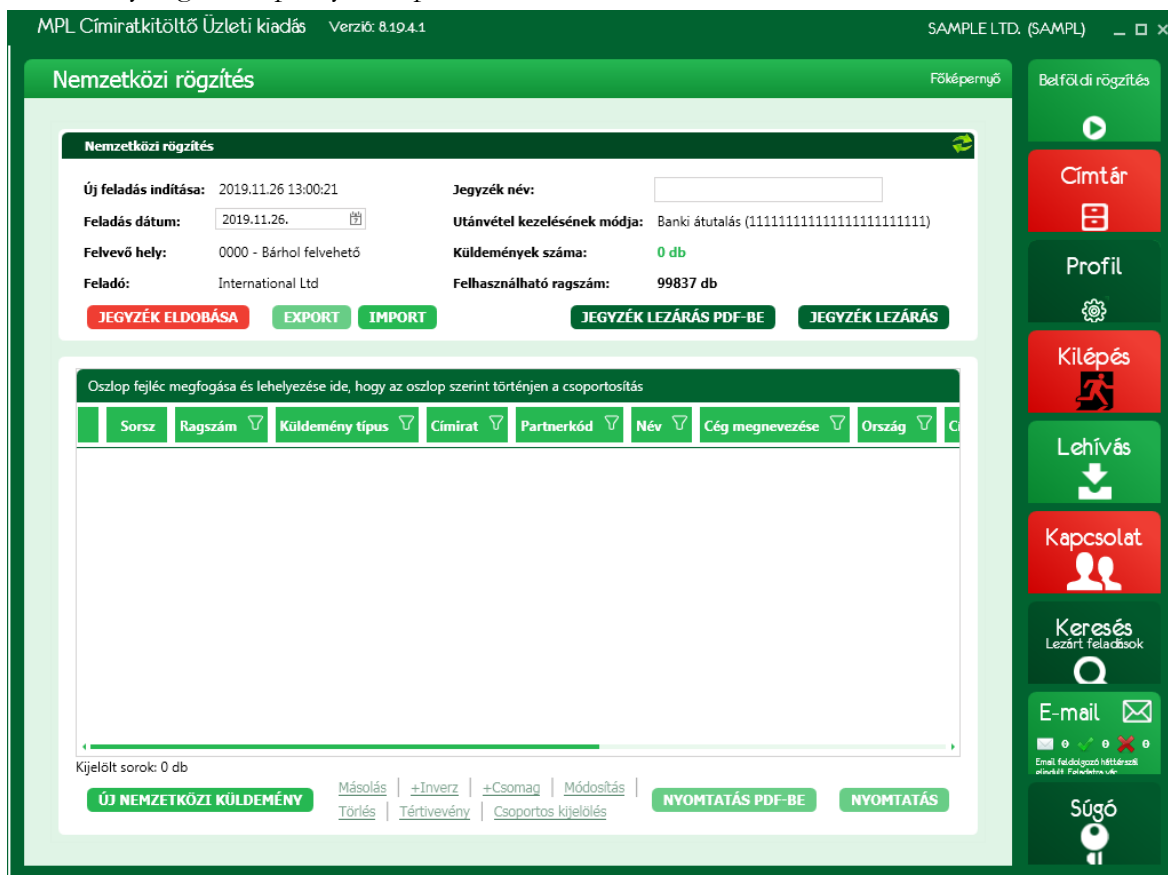 MPL Címiratkitöltő Üzleti kiadás Verzió: 8.19.4.1 SAMPLE LTD. (SAMPL)
Nemzetközi rögzítés Főképernyő
Nemzetközi rögzítés
Új feladás indítása: 2019.11.26 13:00:21 Jegyzék név:
Feladás dátum: 2019.11.26. Utánvétel kezelésének módja: Banki átutalás (111111111111111111111111)
Felvevő hely: 0000 - Bárhol felvehető Küldemények száma: 0 db
Feladó: International Ltd Felhasználható ragszám: 99837 db
JEGYZÉK ELDOBÁSA EXPORT IMPORT JEGYZÉK LEZÁRÁS PDF-BE JEGYZÉK LEZÁRÁS
Oszlop fejléc megfogása és lehelyezése ide, hogy az oszlop szerint történjen a csoportosítás
Sorsz Ragszám Küldemény típus Címirat Partnerkód Név Cég megnevezése Ország
Kijelölt sorok: 0 db
ÚJ NEMZETKÖZI KÜLDEMÉNY
Másolás | +Inverz | +Csomag | Módosítás |
Törlés | Tértivevény | Csoportos kijelölés
NYOMTATÁS PDF-BE NYOMTATÁS
Belföldi rögzítés
Címtár
Profil
Kilépés
Lehívás
Kapcsolat
Keresés
Lezárt feladások
E-mail
0 0 0
Email feldolgozó háttérszál
elindult. Feladatra vár
Súgó